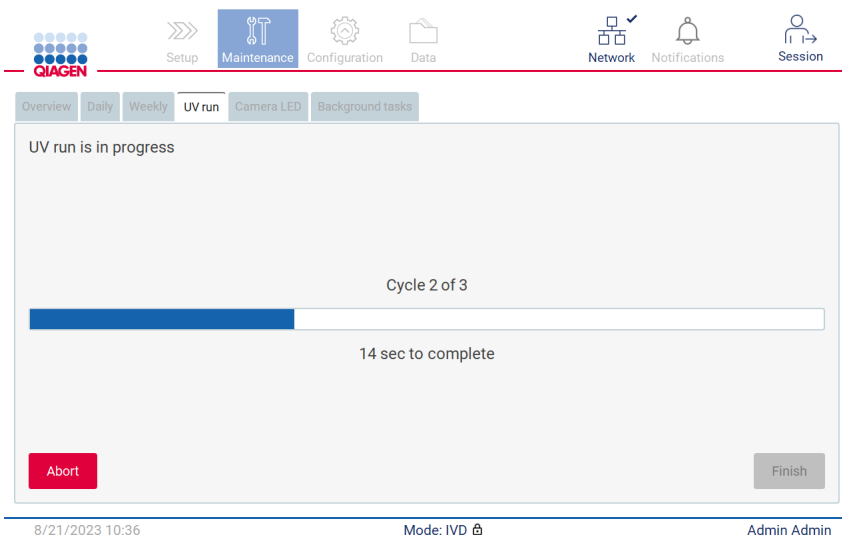 QIAGEN
Setup
Maintenance
Configuration
Data
Network
Notifications
Session
Overview
Daily
Weekly
UV run
Camera LED
Background tasks
UV run is in progress
Cycle 2 of 3
14 sec to complete
Abort
Finish
8/21/2023 10:36
Mode: IVD
Admin Admin